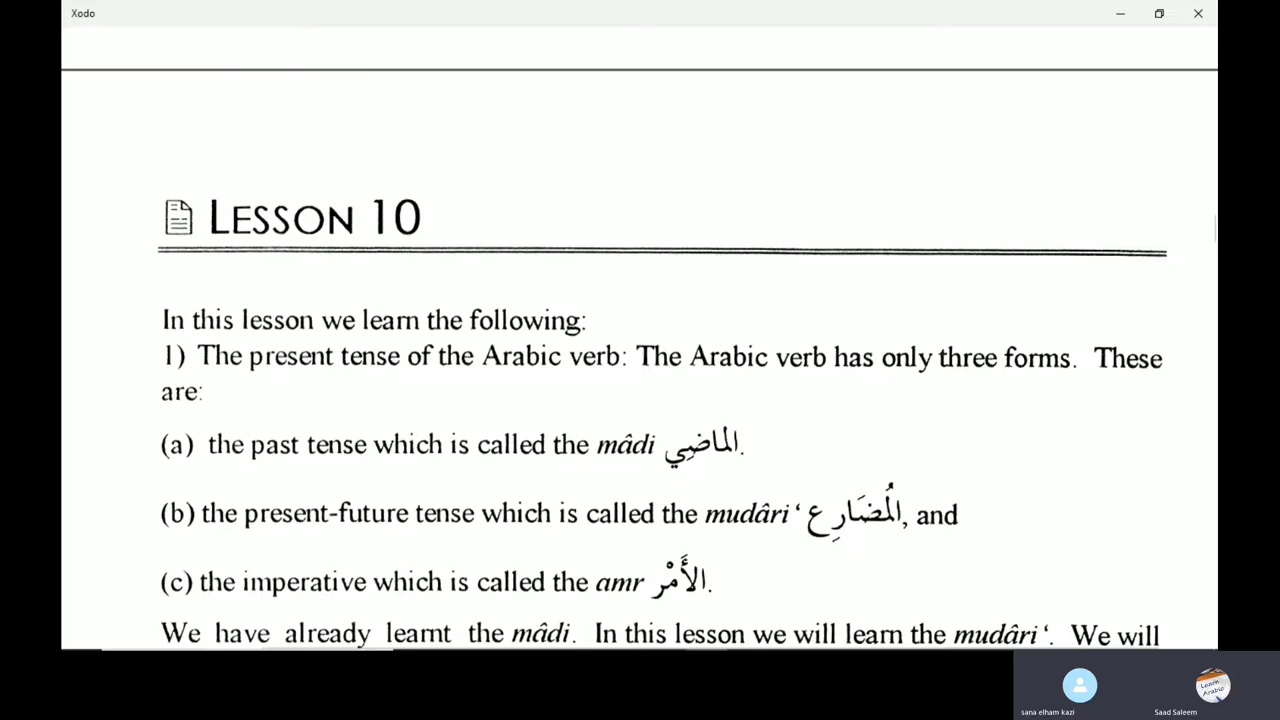 Xodo
LESSON 10
In this lesson we learn the following:
1) The present tense of the Arabic verb: The Arabic verb has only three forms. These
are:
(a) the past tense which is called the mâdi الماضِي.
(b) the present-future tense which is called the mudâri‘ المُضَارِع, and
(c) the imperative which is called the amr الأَمْر.
We have already learnt the mâdi. In this lesson we will learn the mudâri‘. We will
Learn
Arabic
sana elham kazi
Saad Saleem